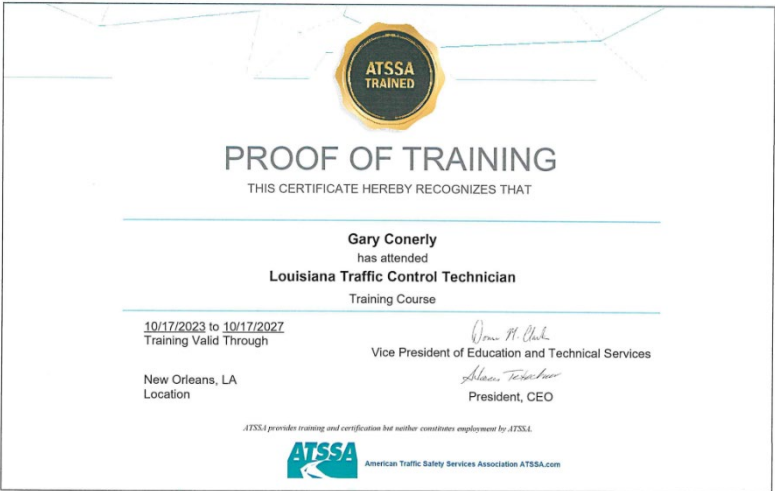 ATSSA
TRAINED
PROOF OF TRAINING
THIS CERTIFICATE HEREBY RECOGNIZES THAT
Gary Conerly
has attended
Louisiana Traffic Control Technician
Training Course
10/17/2023 to 10/17/2027
Training Valid Through
Vice President of Education and Technical Services
New Orleans, LA
Location
President, CEO
ATSSA provides training and certification but neither constitutes employment by ATSSA.
ATSSA
American Traffic Safety Services Association ATSSA.com